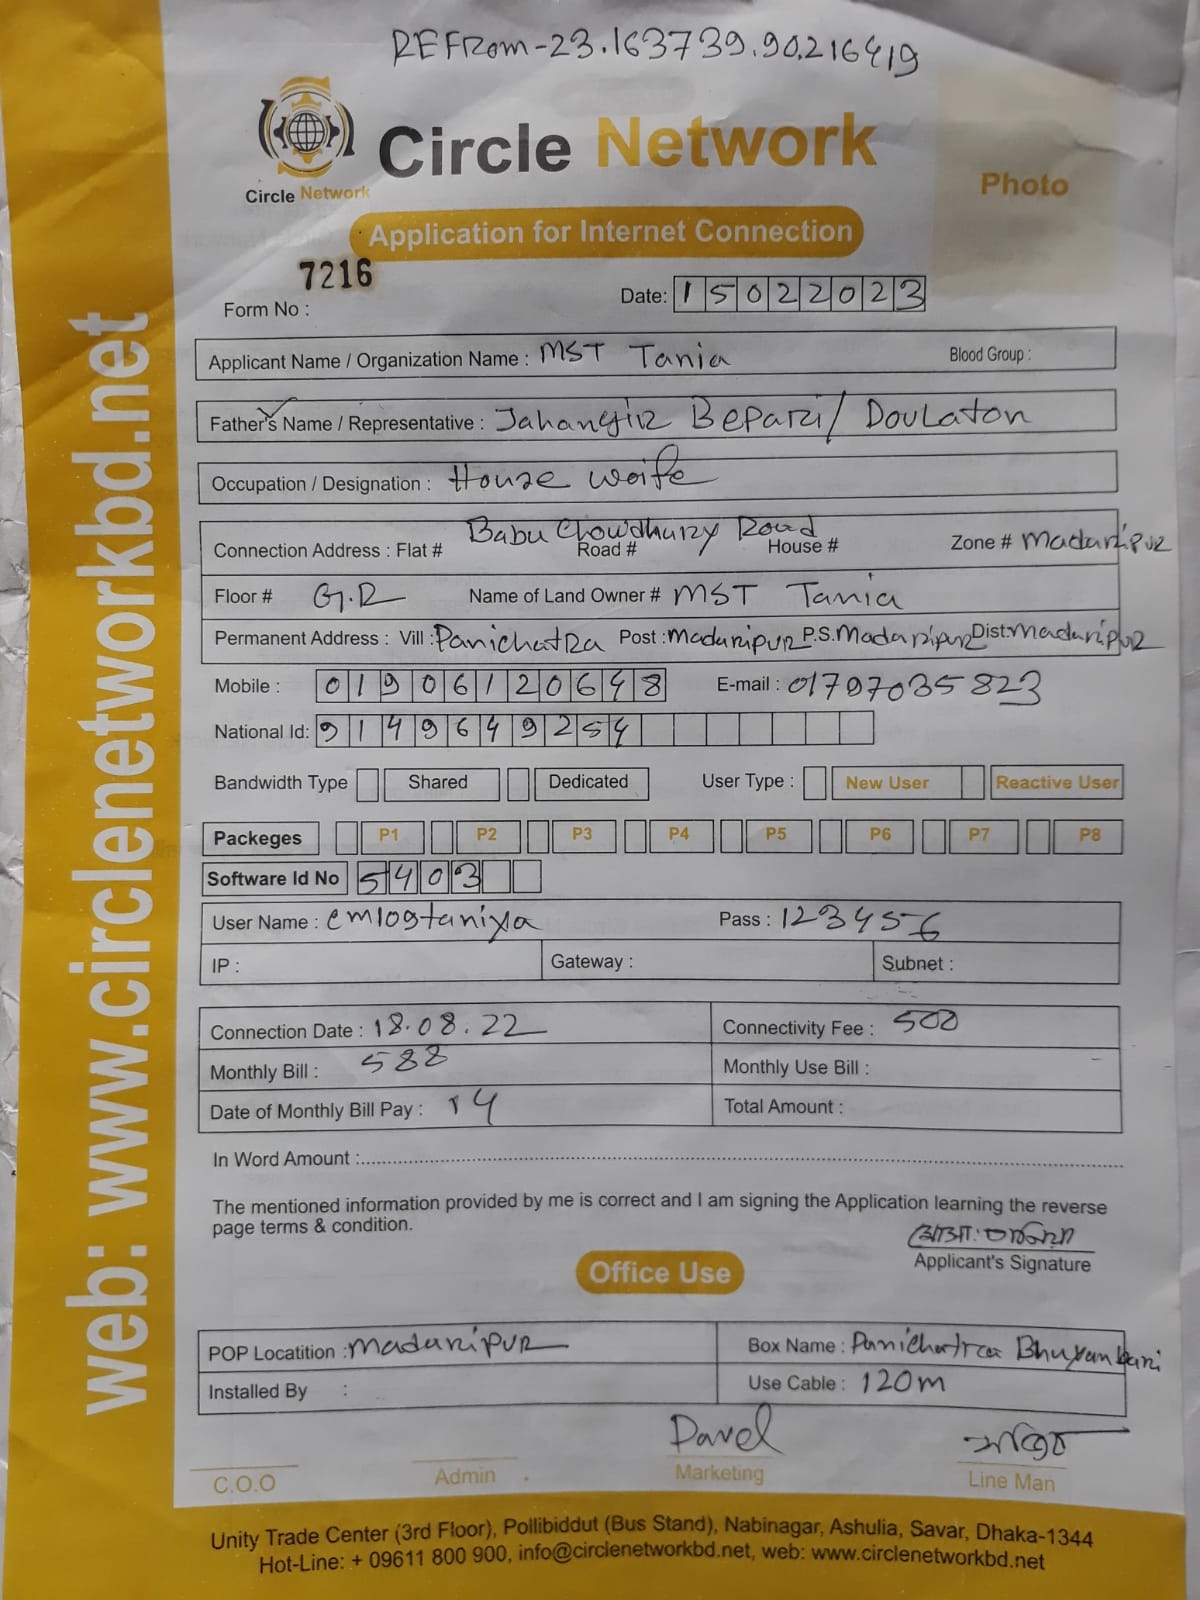 REFRom-23.163739.90.216419
Circle Network
Circle Network
Photo
Application for Internet Connection
7216
Form No :
Date: 15022023
Applicant Name / Organization Name : MST Tania Blood Group :
Father's Name / Representative : Jahangir Bepari / DOULATON
Occupation / Designation : House woife
Connection Address : Flat # Babu Chowdhury Road Road # House # Zone # Madaripur
Floor # G.R Name of Land Owner # MST Tania
Permanent Address : Vill : Panichatra Post : Madaripur P.S. Madaripur Dist: Madaripur
Mobile : 01906120648 E-mail : 01797035823
National Id: 9149649254
Bandwidth Type Shared Dedicated User Type : New User Reactive User
Packeges P1 P2 P3 P4 P5 P6 P7 P8
Software Id No 5403
User Name : cmlogtaniya Pass : 123456
IP : Gateway : Subnet :
Connection Date : 18.08.22 Connectivity Fee : 500
Monthly Bill : 588 Monthly Use Bill :
Date of Monthly Bill Pay : 14 Total Amount :
In Word Amount :
The mentioned information provided by me is correct and I am signing the Application learning the reverse
page terms & condition.
Applicant's Signature
Office Use
POP Locatition : Madaripur Box Name : Panichatra Bhuyanbari
Installed By : Use Cable : 120m
Pavel
C.O.O Admin Marketing Line Man
Unity Trade Center (3rd Floor), Pollibiddut (Bus Stand), Nabinagar, Ashulia, Savar, Dhaka-1344
Hot-Line: + 09611 800 900, info@circlenetworkbd.net, web: www.circlenetworkbd.net
web: www.circlenetworkbd.net